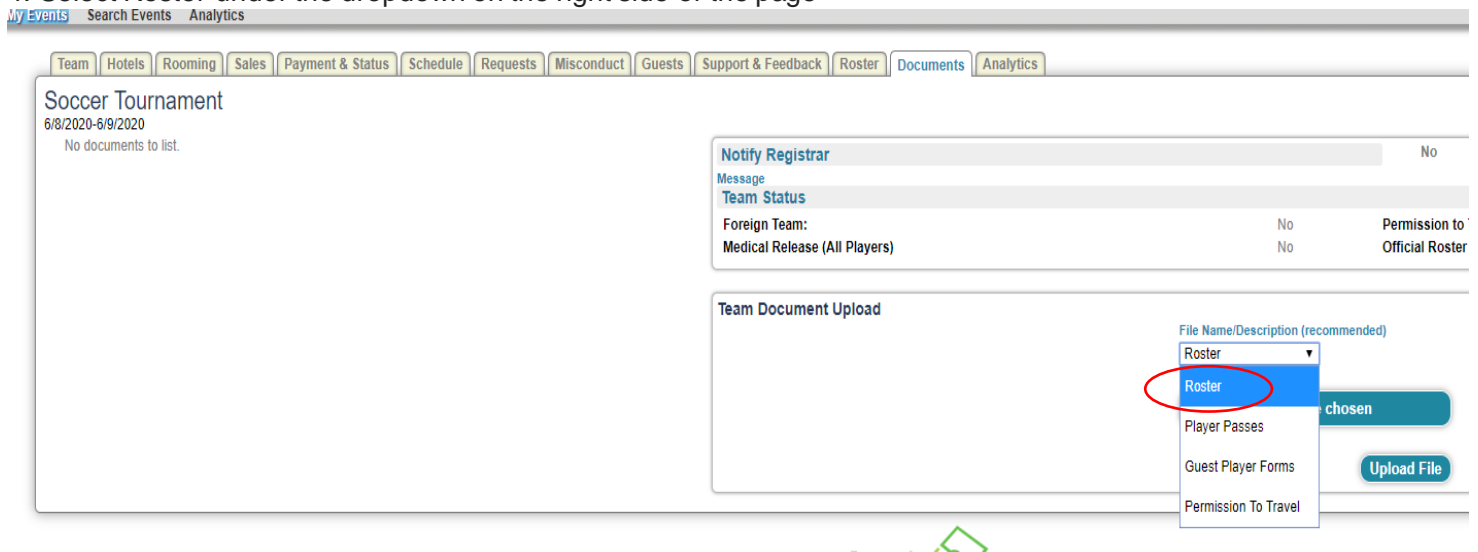 My Events Search Events Analytics
Team Hotels Rooming Sales Payment & Status Schedule Requests Misconduct Guests Support & Feedback Roster Documents Analytics
Soccer Tournament
6/8/2020-6/9/2020
No documents to list.
Notify Registrar No
Message
Team Status
Foreign Team: No Permission to
Medical Release (All Players) No Official Roster
Team Document Upload
File Name/Description (recommended)
Roster
Roster
chosen
Player Passes
Guest Player Forms
Upload File
Permission To Travel